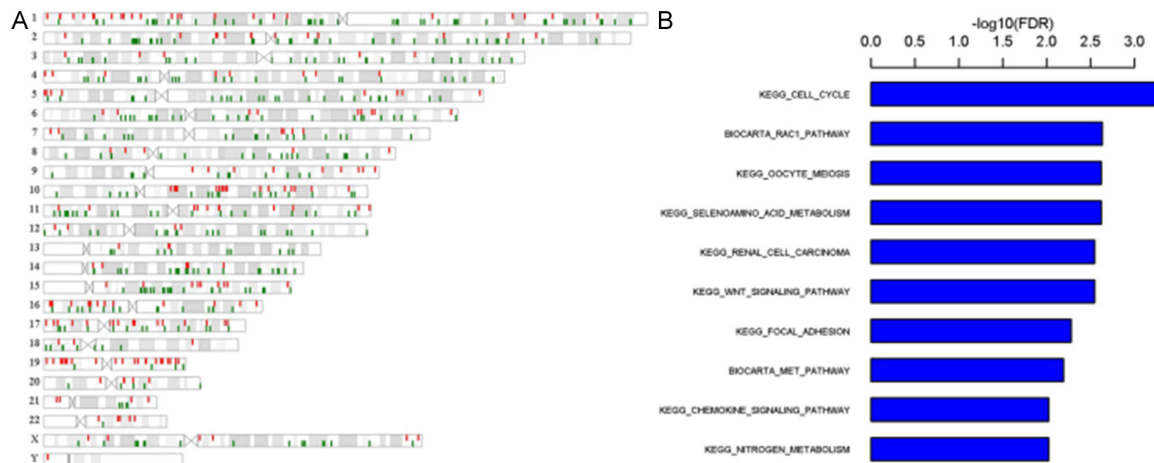 A
1
2
3
4
5
6
7
8
9
10
11
12
13
14
15
16
17
18
19
20
21
22
X
Y
B
-log10(FDR)
0.0 0.5 1.0 1.5 2.0 2.5 3.0
KEGG_CELL_CYCLE
BIOCARTA_RAC1_PATHWAY
KEGG_OOCYTE_MEIOSIS
KEGG_SELENOAMINO_ACID_METABOLISM
KEGG_RENAL_CELL_CARCINOMA
KEGG_WNT_SIGNALING_PATHWAY
KEGG_FOCAL_ADHESION
BIOCARTA_MET_PATHWAY
KEGG_CHEMOKINE_SIGNALING_PATHWAY
KEGG_NITROGEN_METABOLISM